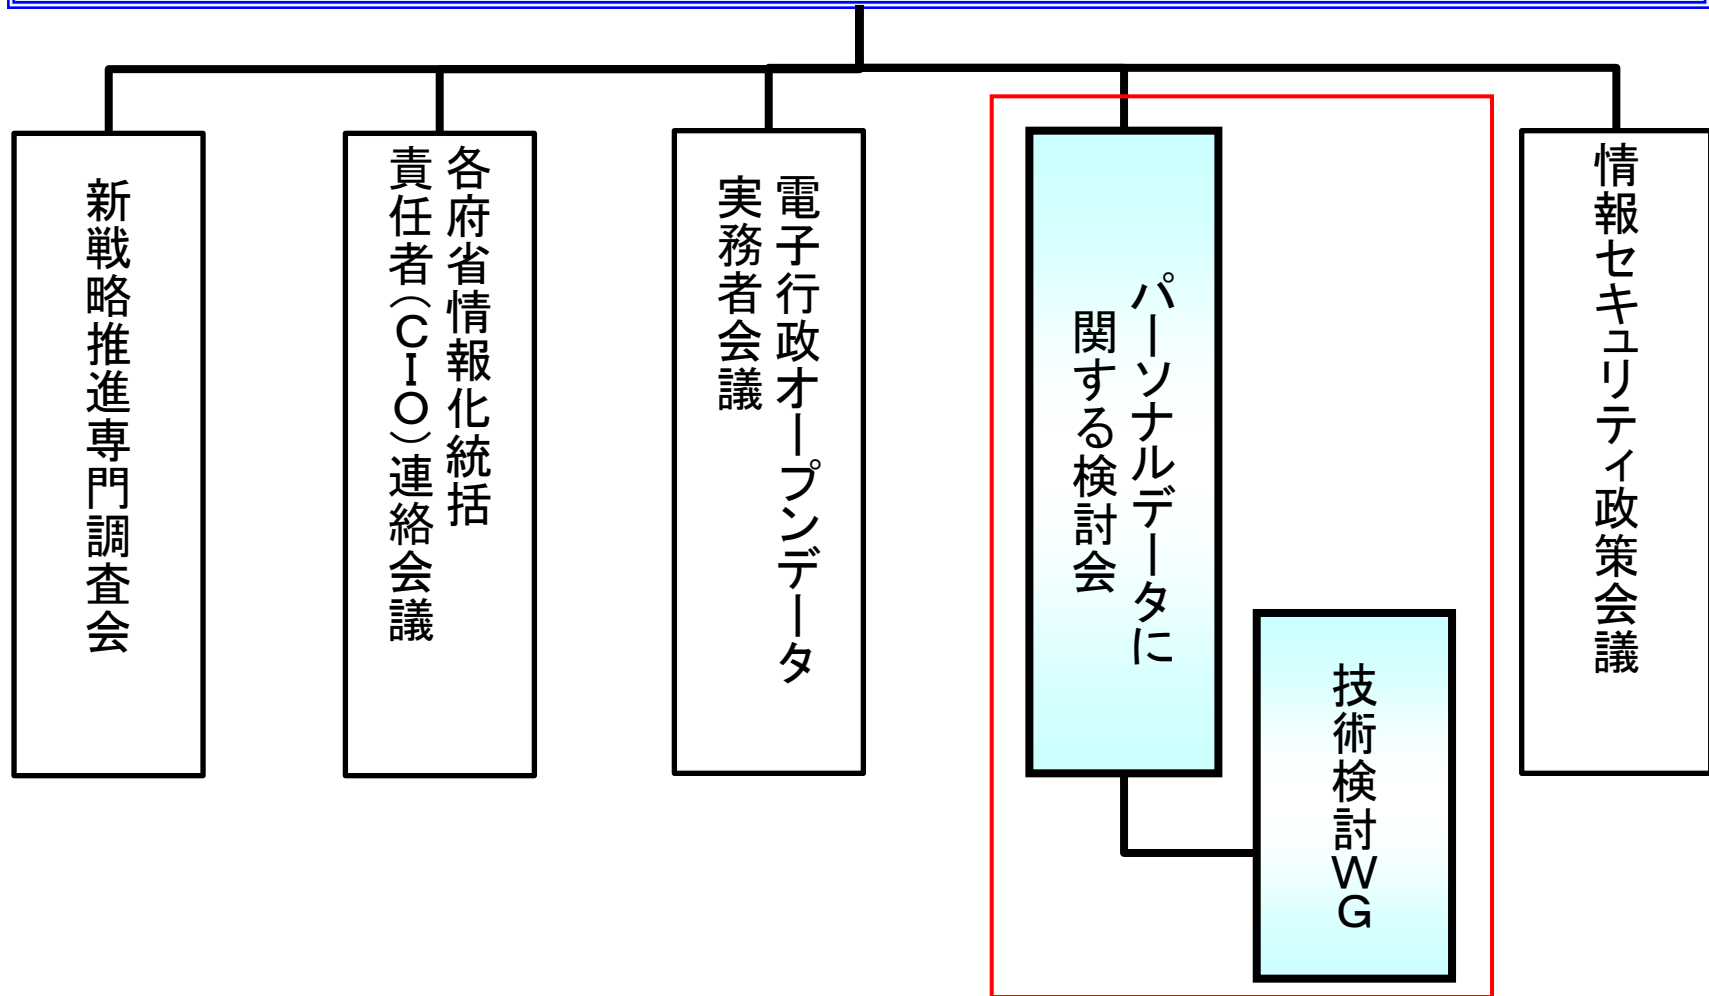 新戦略推進専門調査会
各府省情報化統括
責任者(CIO)連絡会議
電子行政オープンデータ
実務者会議
パーソナルデータに
関する検討会
技術検討WG
情報セキュリティ政策会議